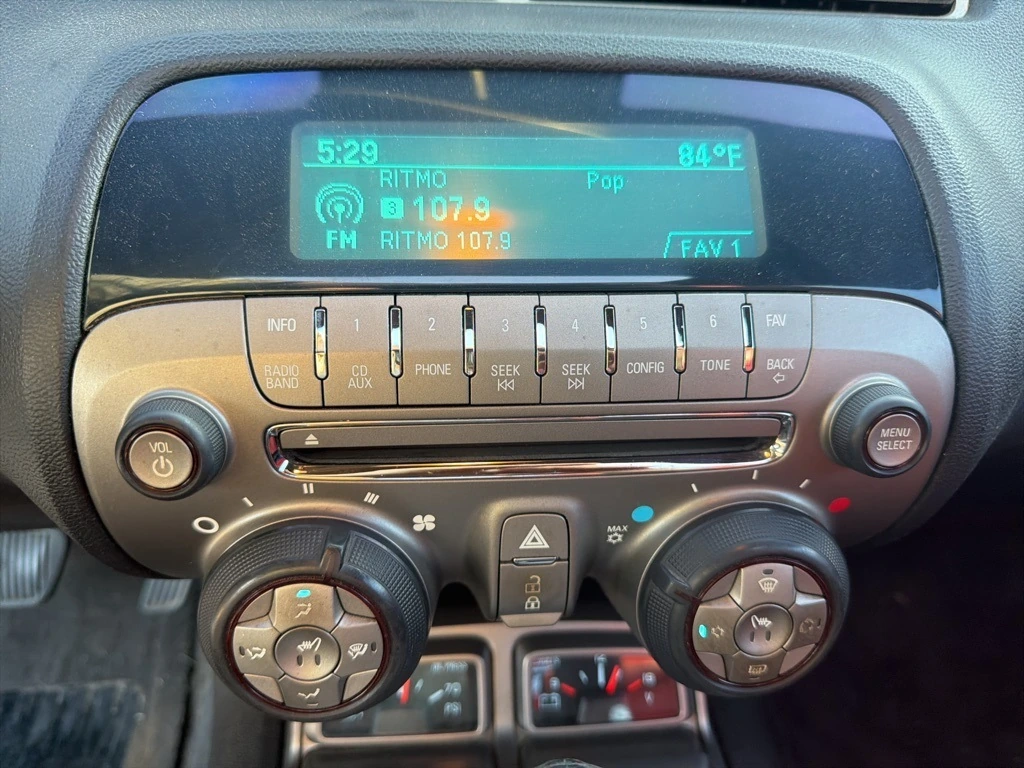 5:29 84°F
RITMO Pop
3 107.9
FM RITMO 107.9 FAV 1
INFO 1 2 3 4 5 6 FAV
RADIO BAND CD AUX PHONE SEEK SEEK CONFIG TONE BACK
VOL
MENU SELECT
MAX